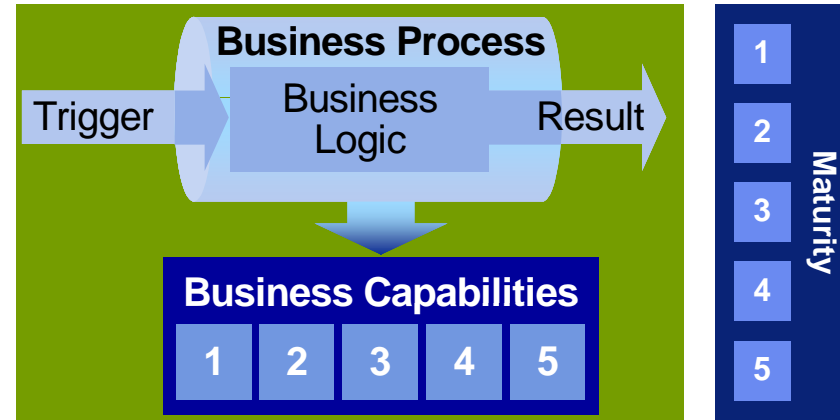 Business Process
Trigger
Business
Logic
Result
Business Capabilities
1 2 3 4 5
1
2
3
4
5
Maturity